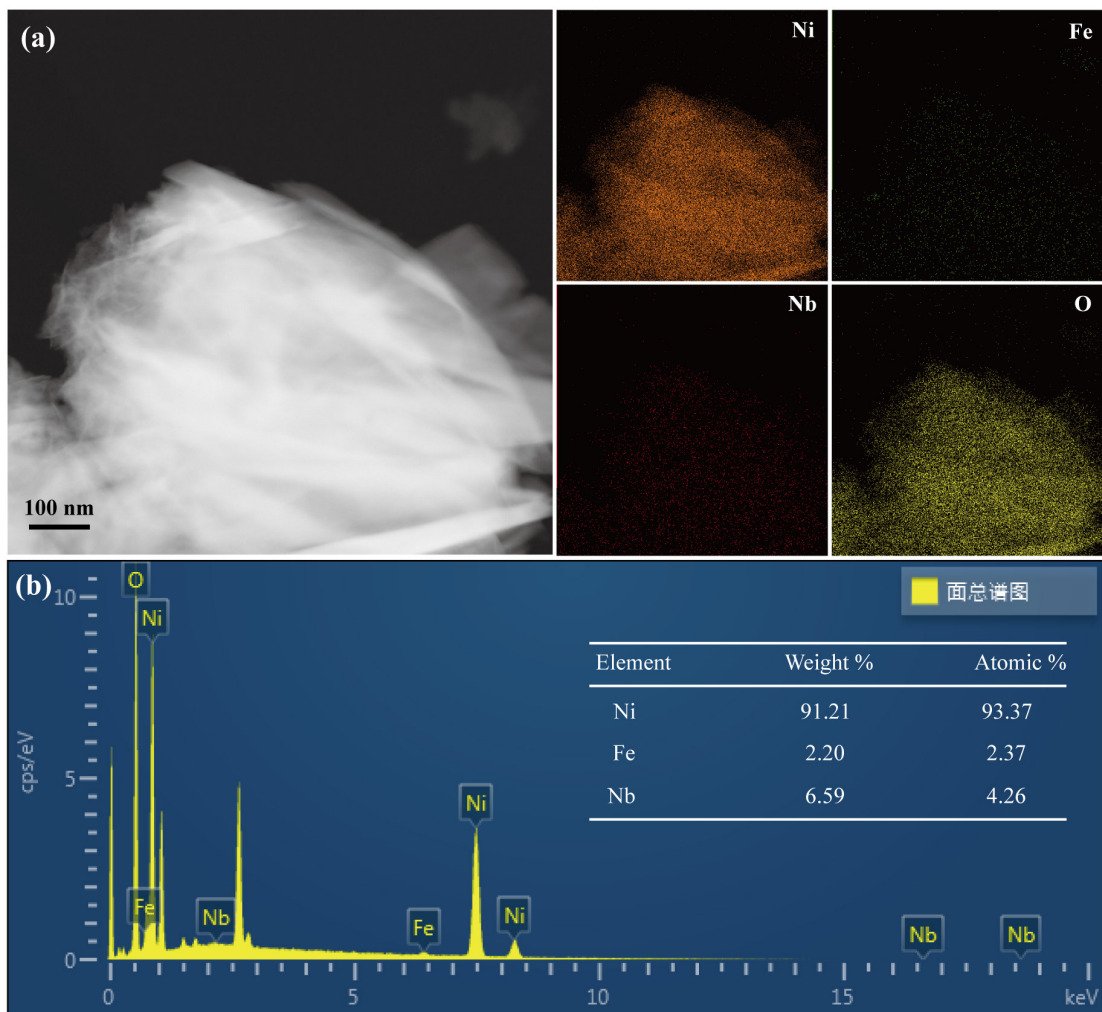 (a)
Ni
Fe
Nb
O
100 nm
(b)
O
Ni
面总谱图
Element Weight % Atomic %
Ni 91.21 93.37
Fe 2.20 2.37
Nb 6.59 4.26
10
5
0
cps/eV
Fe
Nb
Fe
Ni
Ni
Nb
Nb
0 5 10 15 keV